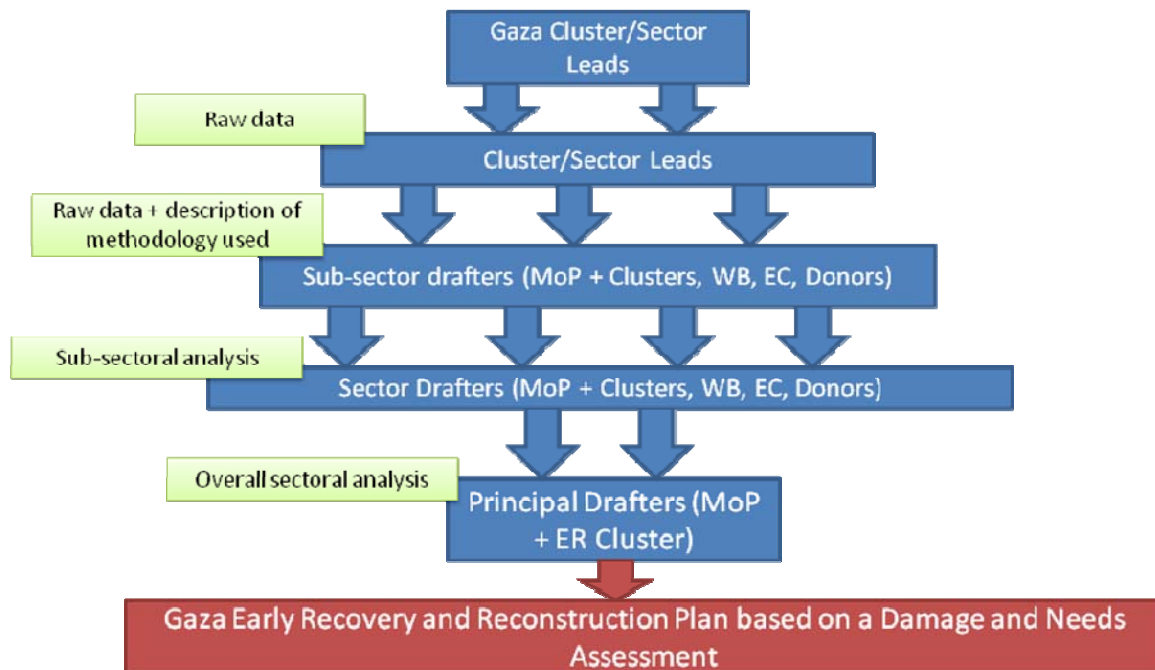 Gaza Cluster/Sector
Leads
Raw data
Cluster/Sector Leads
Raw data + description of
methodology used
Sub-sector drafters (MoP + Clusters, WB, EC, Donors)
Sub-sectoral analysis
Sector Drafters (MoP + Clusters, WB, EC, Donors)
Overall sectoral analysis
Principal Drafters (MoP
+ ER Cluster)
Gaza Early Recovery and Reconstruction Plan based on a Damage and Needs
Assessment